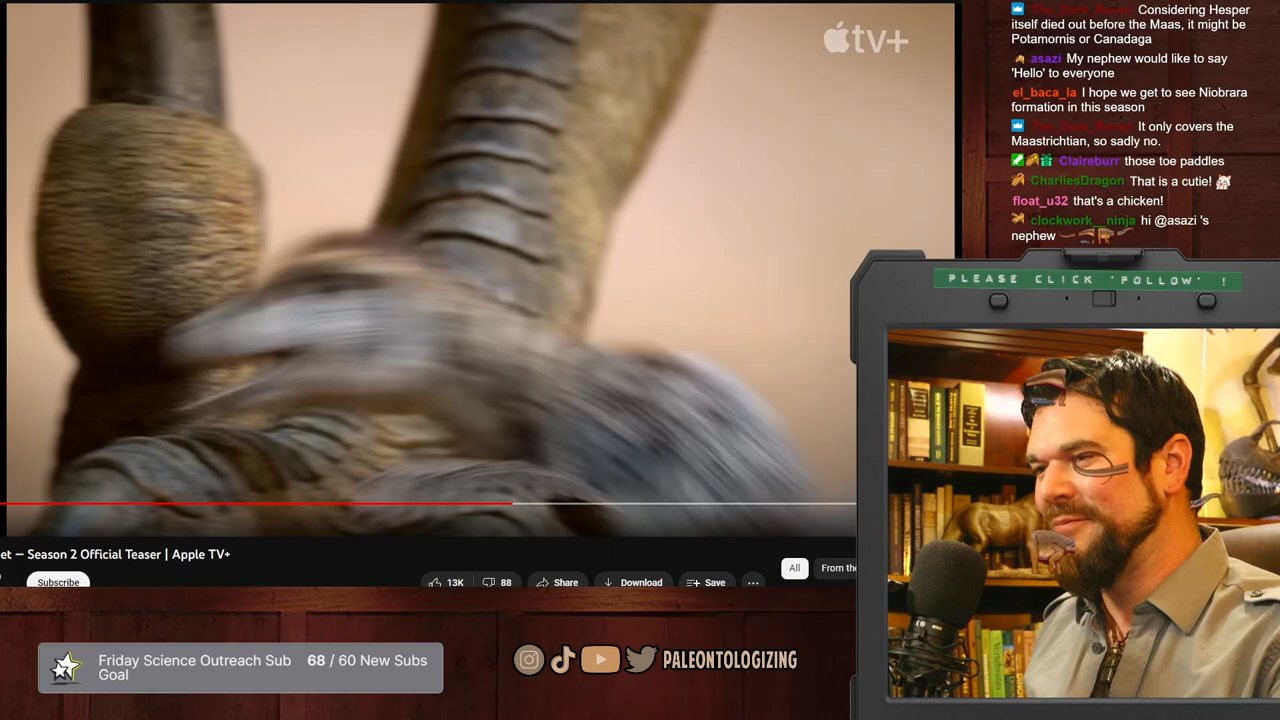 tv+
Considering Hesper
itself died out before the Maas, it might be
Potamornis or Canadaga
asazi My nephew would like to say
'Hello' to everyone
el_baca_la I hope we get to see Niobrara
formation in this season
It only covers the
Maastrichtian, so sadly no.
Claireburr those toe paddles
CharliesDragon That is a cutie!
float_u32 that's a chicken!
clockwork__ninja hi @asazi 's
nephew
PLEASE CLICK 'FOLLOW' !
et — Season 2 Official Teaser | Apple TV+
Subscribe
13K
88
Share
Download
Save
...
All
From the
Friday Science Outreach Sub Goal
68 / 60 New Subs
PALEONTOLOGIZING